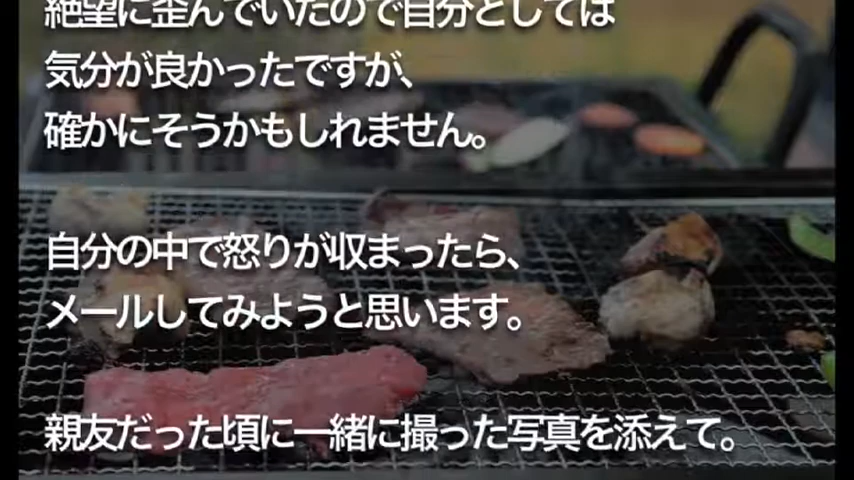 絶望に歪んでいたので自分としては
気分が良かったですが、
確かにそうかもしれません。
自分の中で怒りが収まったら、
メールしてみようと思います。
親友だった頃に一緒に撮った写真を添えて。